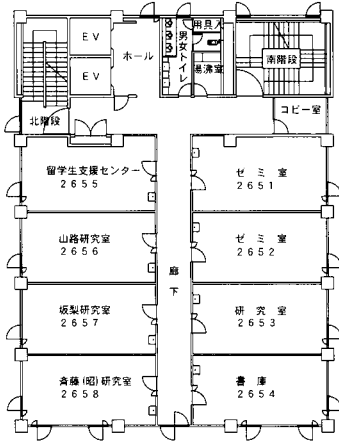 EV
EV
ホール
男女トイレ
用具入
湯沸室
南階段
北階段
コピー室
留学生支援センター
2655
ゼミ室
2651
山路研究室
2656
ゼミ室
2652
廊下
坂梨研究室
2657
研究室
2653
斉藤(昭)研究室
2658
書庫
2654